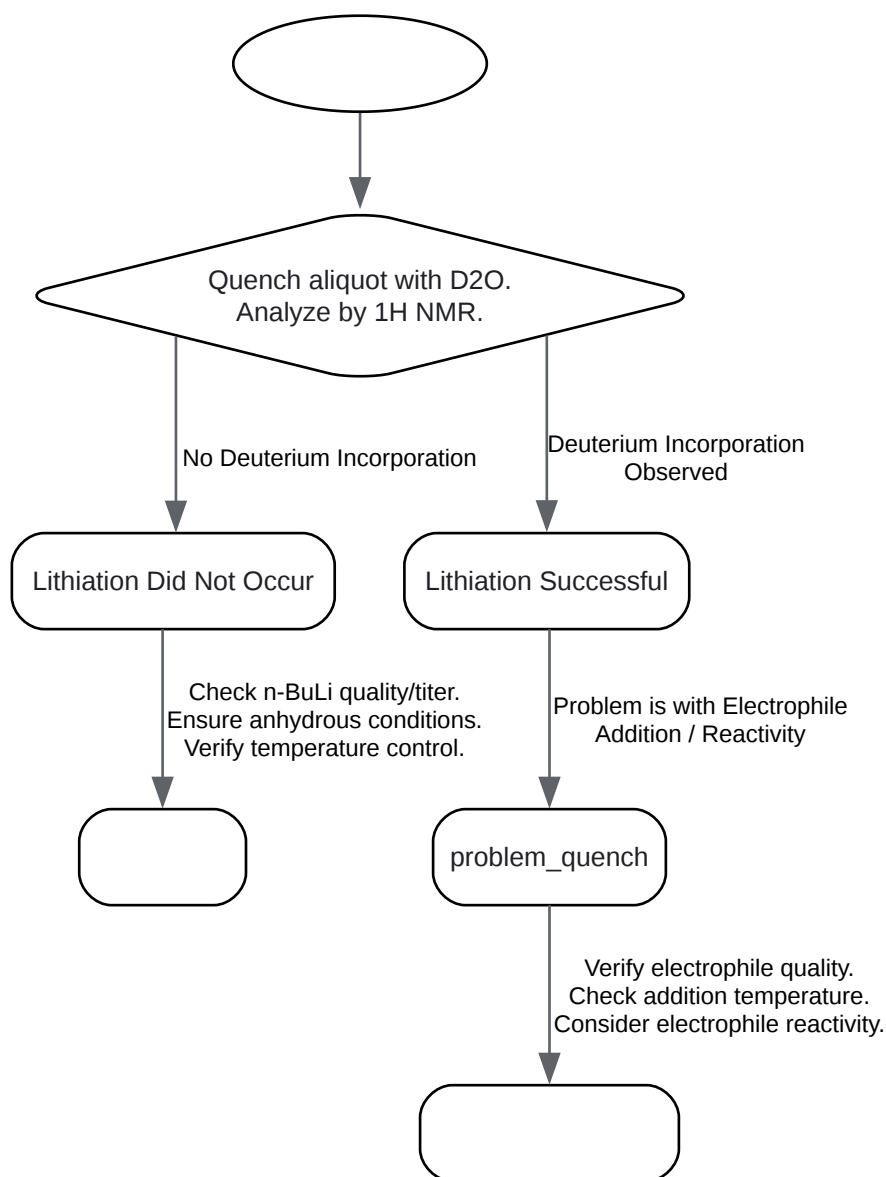 Quench aliquot with D2O.
Analyze by 1H NMR.
No Deuterium Incorporation
Deuterium Incorporation
Observed
Lithiation Did Not Occur
Lithiation Successful
Check n-BuLi quality/titer.
Ensure anhydrous conditions.
Verify temperature control.
Problem is with Electrophile
Addition / Reactivity
problem_quench
Verify electrophile quality.
Check addition temperature.
Consider electrophile reactivity.